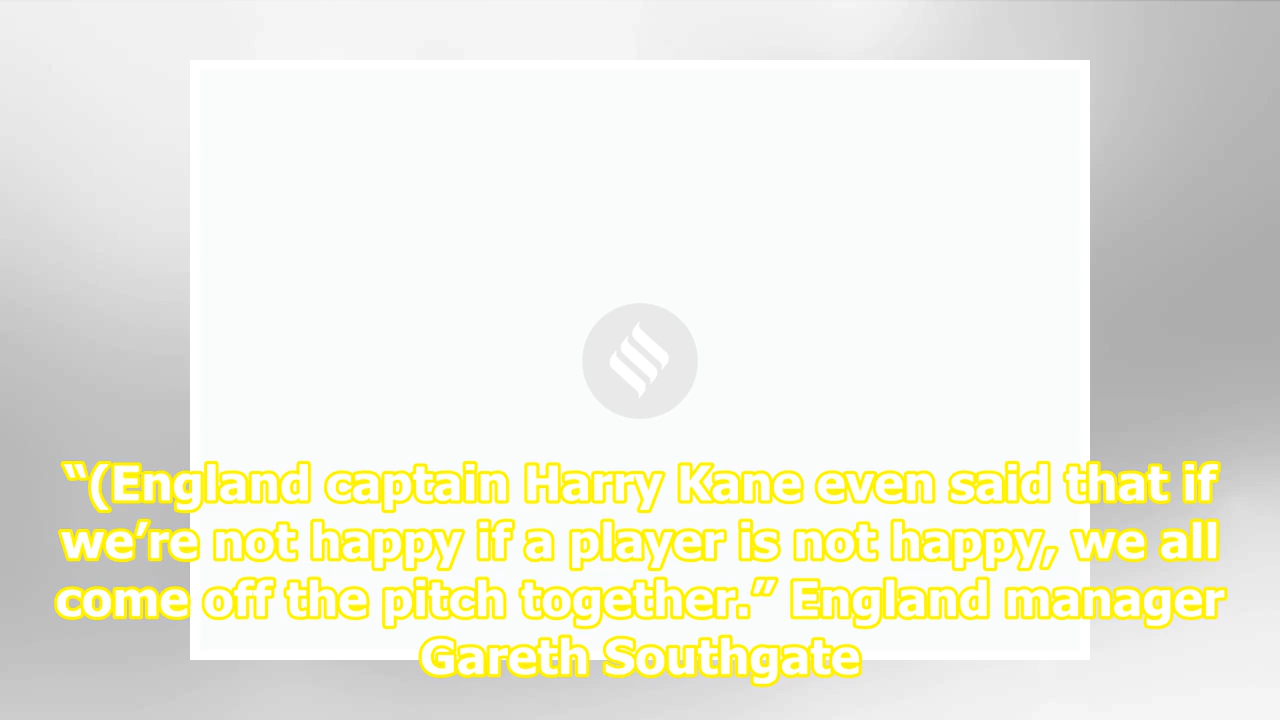 “(England captain Harry Kane even said that if
we’re not happy if a player is not happy, we all
come off the pitch together.” England manager
Gareth Southgate